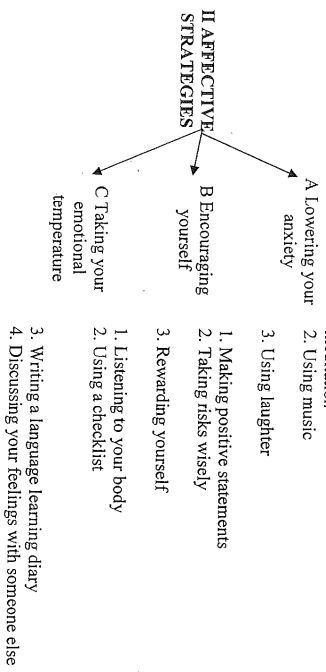 II AFFECTIVE
STRATEGIES
A Lowering your
anxiety
2. Using music
3. Using laughter
B Encouraging
yourself
1. Making positive statements
2. Taking risks wisely
3. Rewarding yourself
C Taking your
emotional
temperature
1. Listening to your body
2. Using a checklist
3. Writing a language learning diary
4. Discussing your feelings with someone else